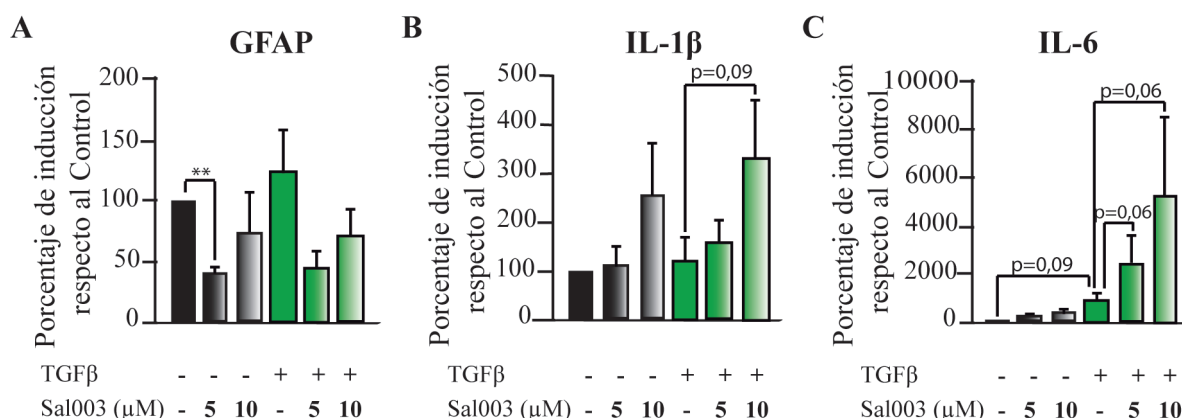 A
GFAP
Porcentaje de inducción
respecto al Control
200
150
100
50
0
**
TGFβ - - - + + +
Sal003 (µM) - 5 10 - 5 10
B
IL-1β
Porcentaje de inducción
respecto al Control
500
400
300
200
100
0
p=0,09
TGFβ - - - + + +
Sal003 (µM) - 5 10 - 5 10
C
IL-6
Porcentaje de inducción
respecto al Control
10000
8000
6000
4000
2000
0
p=0,06
p=0,06
p=0,09
TGFβ - - - + + +
Sal003 (µM) - 5 10 - 5 10